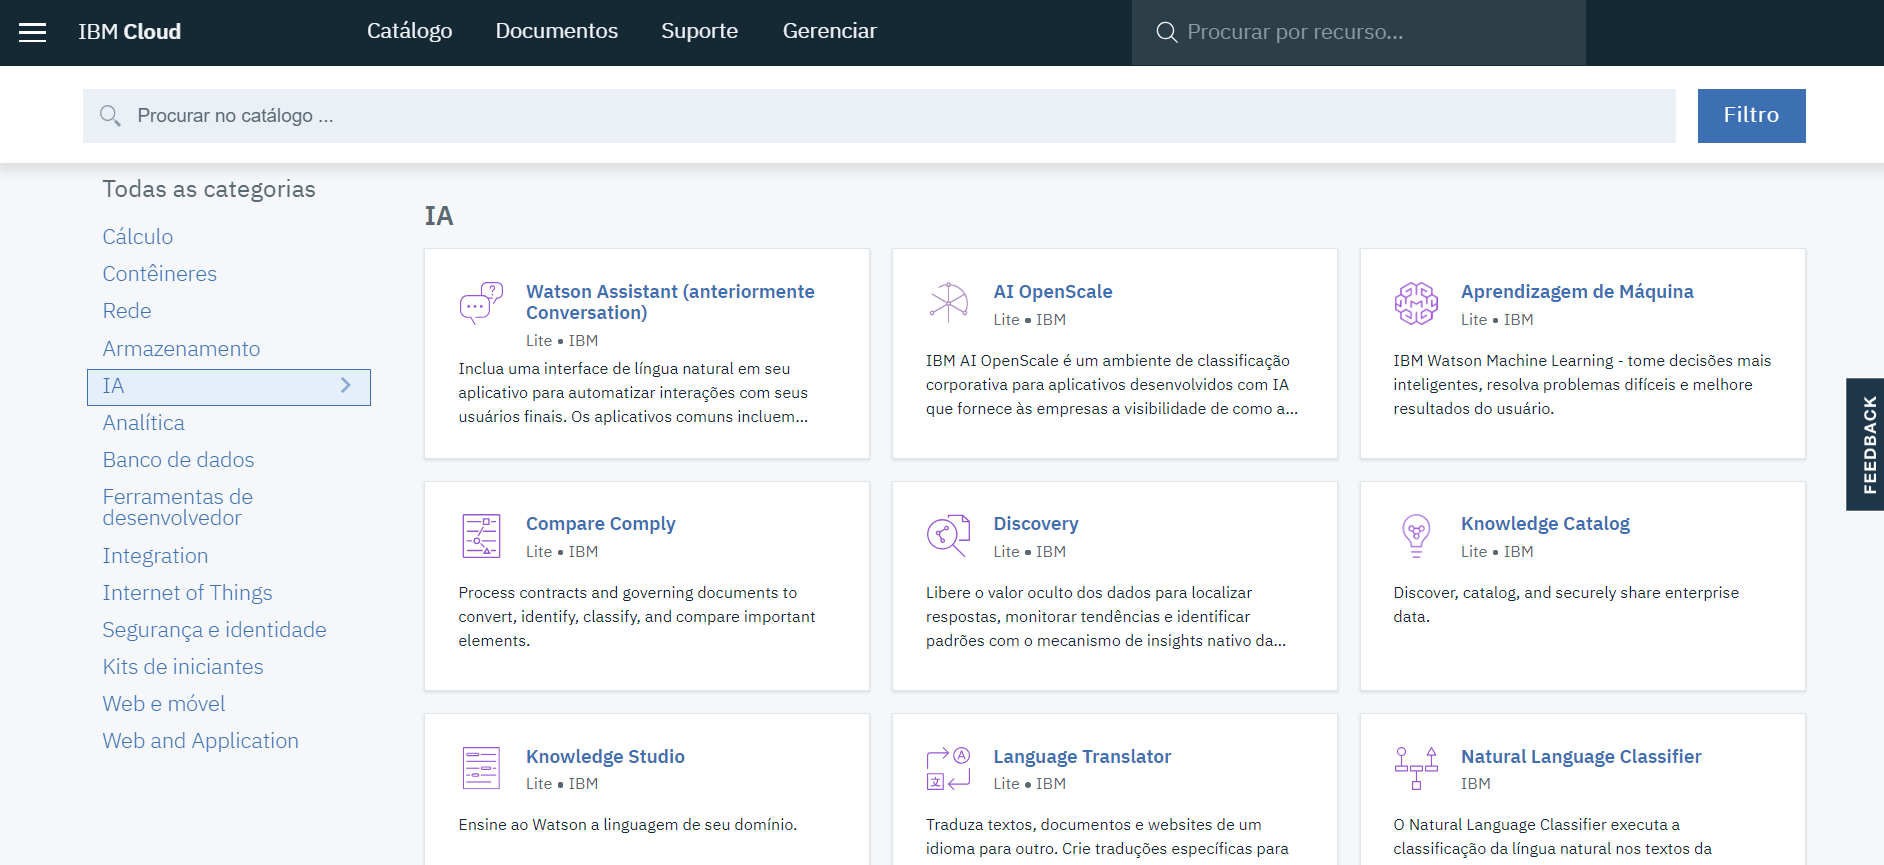 IBM Cloud
Catálogo
Documentos
Suporte
Gerenciar
Procurar por recurso...
Procurar no catálogo ...
Filtro
Todas as categorias
Cálculo
Contêineres
Rede
Armazenamento
IA
Analítica
Banco de dados
Ferramentas de
desenvolvedor
Integration
Internet of Things
Segurança e identidade
Kits de iniciantes
Web e móvel
Web and Application
IA
Watson Assistant (anteriormente
Conversation)
Lite • IBM
Inclua uma interface de língua natural em seu
aplicativo para automatizar interações com seus
usuários finais. Os aplicativos comuns incluem...
AI OpenScale
Lite • IBM
IBM AI OpenScale é um ambiente de classificação
corporativa para aplicativos desenvolvidos com IA
que fornece às empresas a visibilidade de como a...
Aprendizagem de Máquina
Lite • IBM
IBM Watson Machine Learning - tome decisões mais
inteligentes, resolva problemas difíceis e melhore
resultados do usuário.
Compare Comply
Lite • IBM
Process contracts and governing documents to
convert, identify, classify, and compare important
elements.
Discovery
Lite • IBM
Libere o valor oculto dos dados para localizar
respostas, monitorar tendências e identificar
padrões com o mecanismo de insights nativo da...
Knowledge Catalog
Lite • IBM
Discover, catalog, and securely share enterprise
data.
Knowledge Studio
Lite • IBM
Ensine ao Watson a linguagem de seu domínio.
Language Translator
Lite • IBM
Traduza textos, documentos e websites de um
idioma para outro. Crie traduções específicas para
Natural Language Classifier
IBM
O Natural Language Classifier executa a
classificação da língua natural nos textos da
FEEDBACK